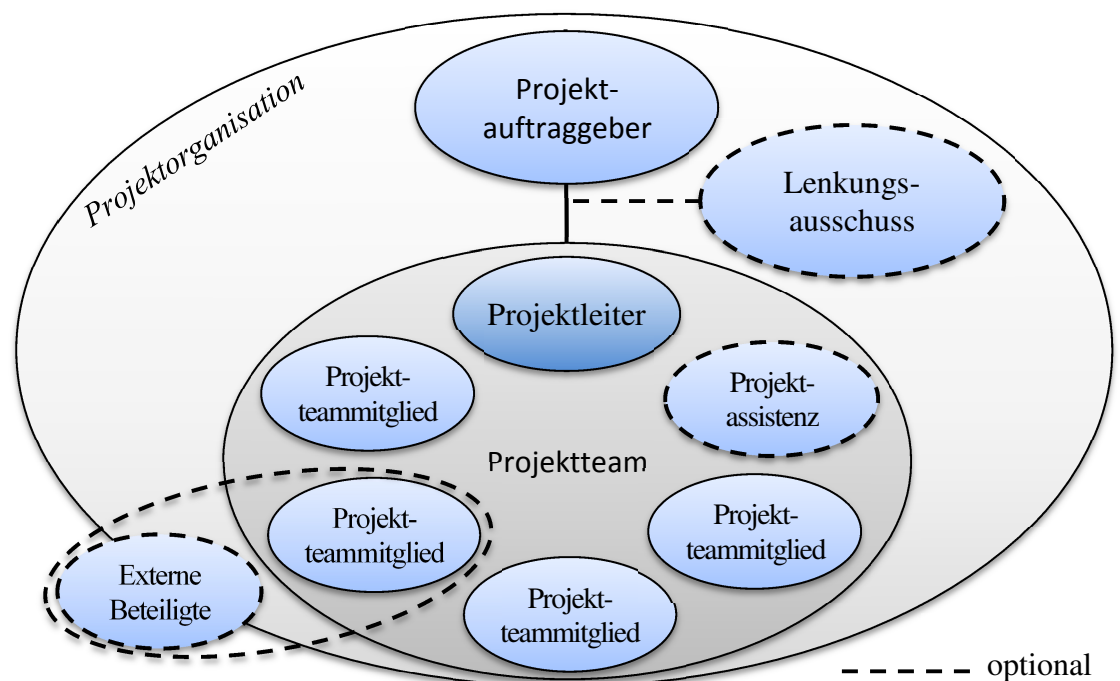 Projektorganisation
Projekt-
auftraggeber
Lenkungs-
ausschuss
Projektleiter
Projekt-
teammitglied
Projekt-
assistenz
Projektteam
Projekt-
teammitglied
Projekt-
teammitglied
Externe
Beteiligte
Projekt-
teammitglied
optional